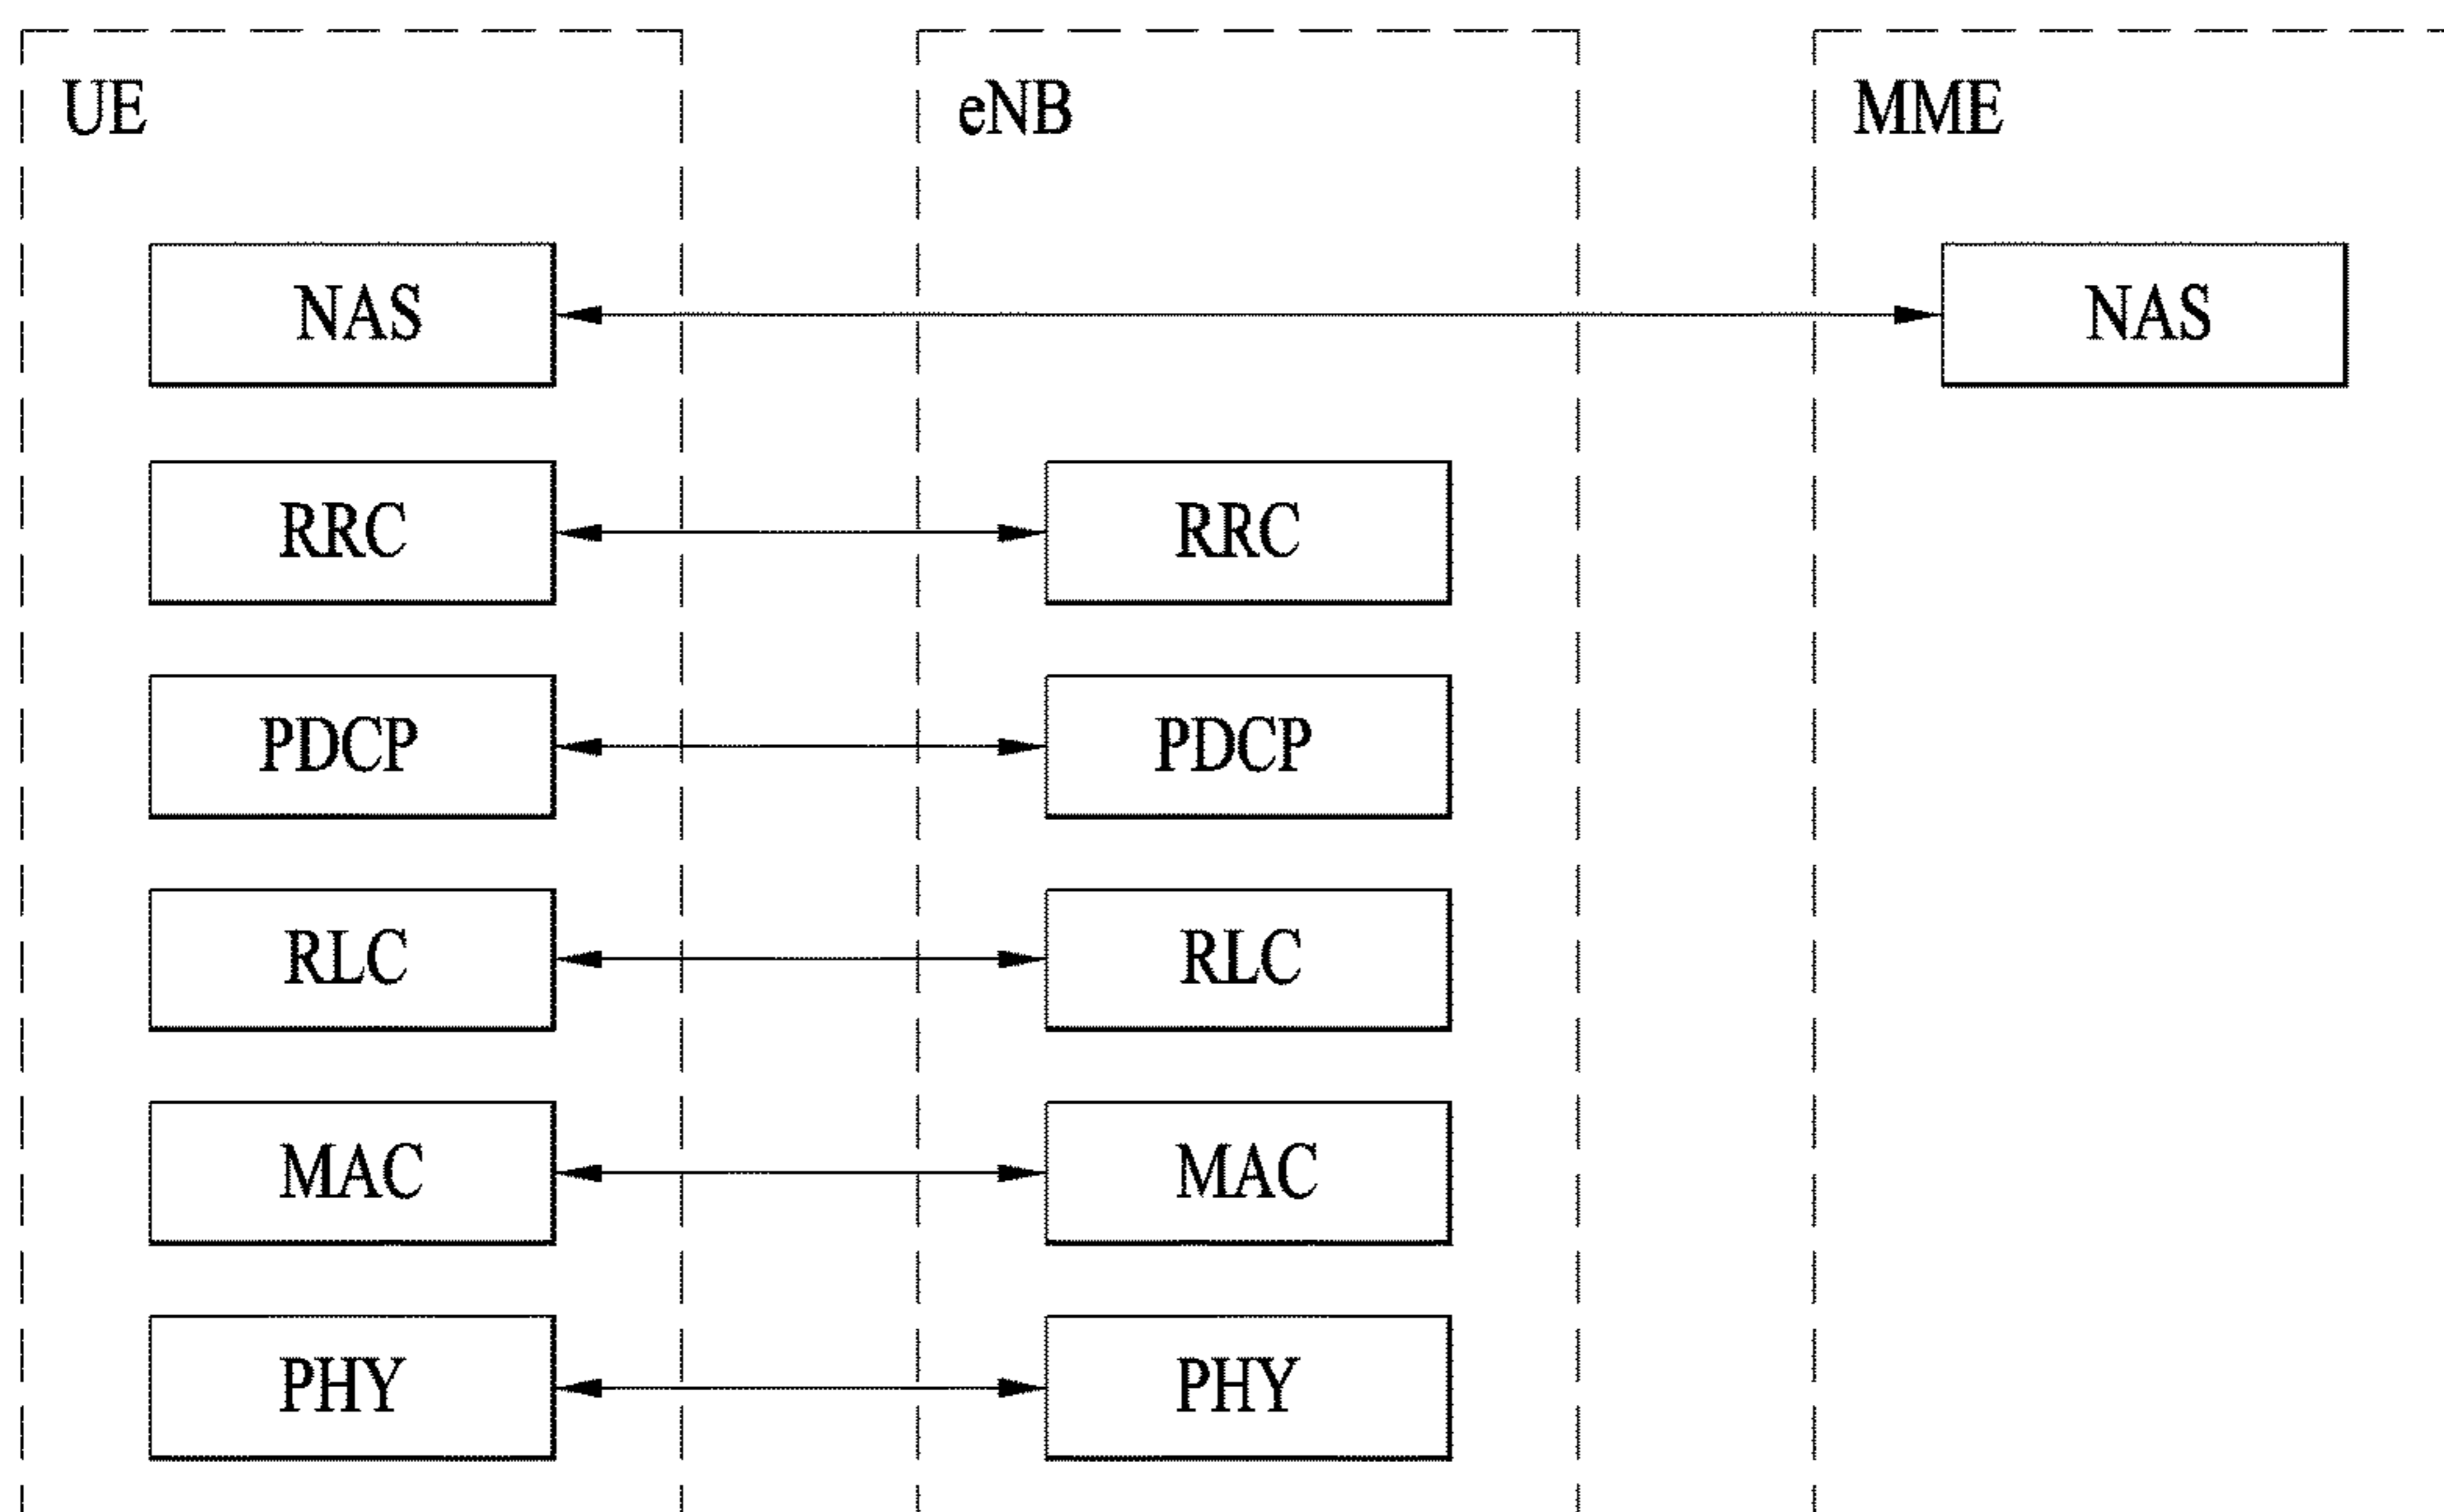 UE eNB MME
NAS NAS
RRC RRC
PDCP PDCP
RLC RLC
MAC MAC
PHY PHY